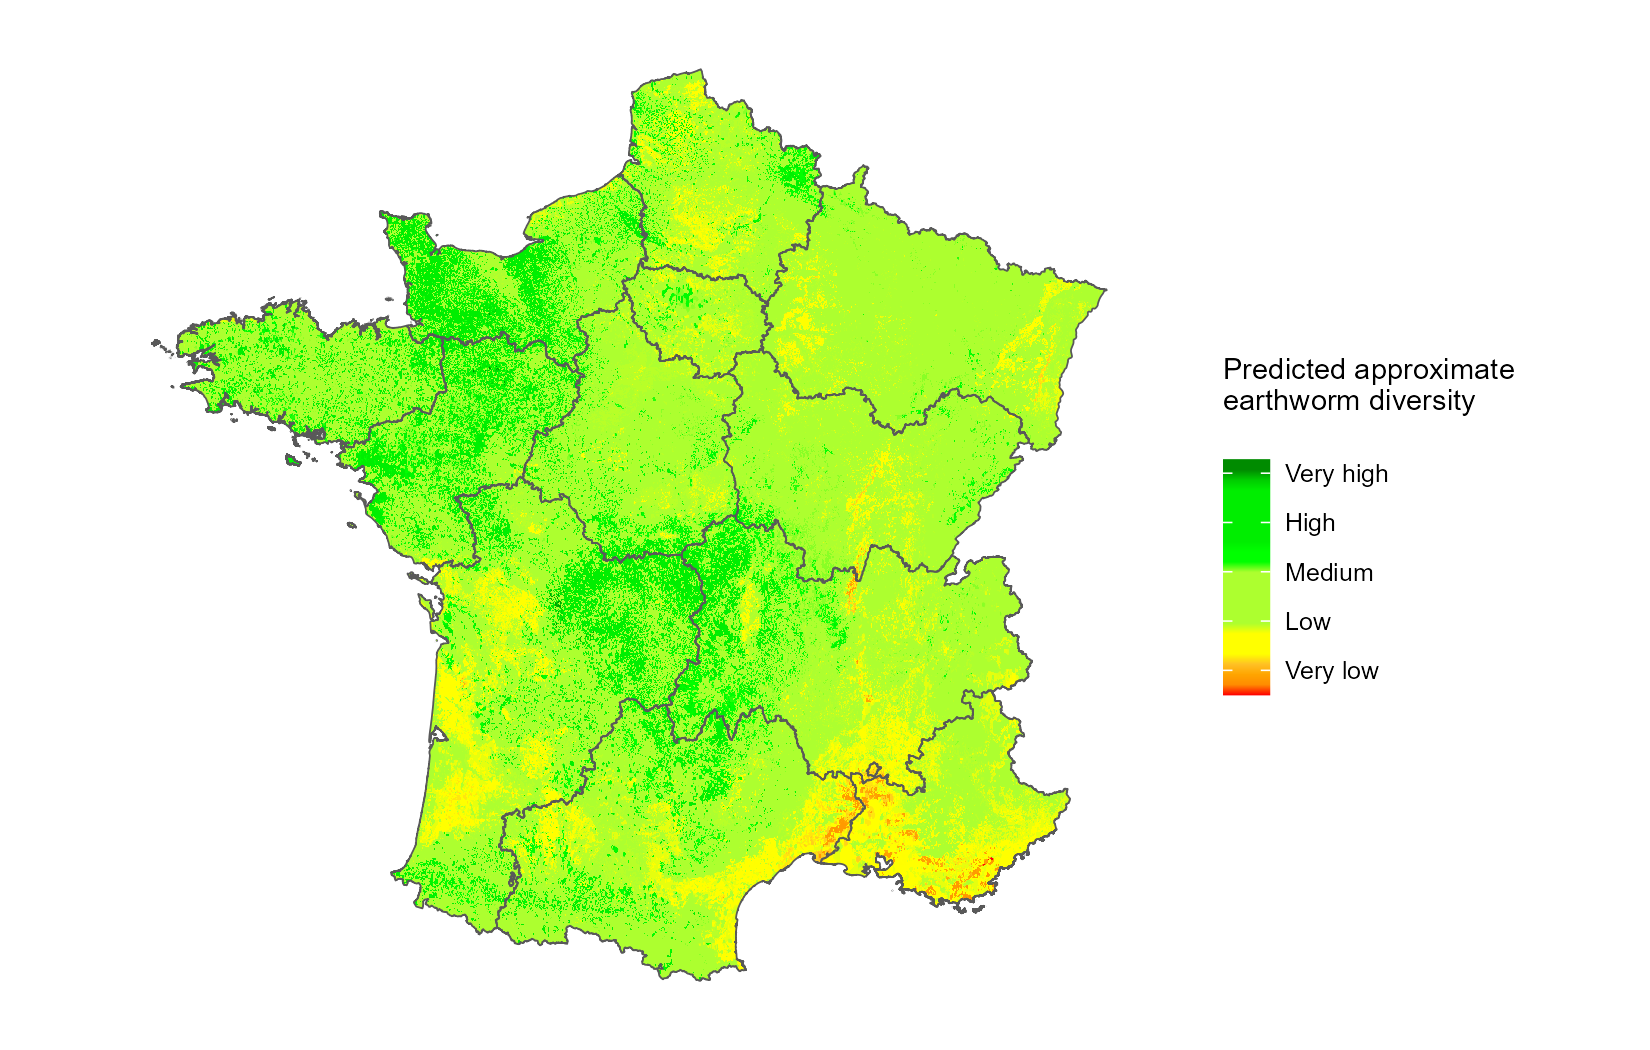 Predicted approximate
earthworm diversity
Very high
High
Medium
Low
Very low